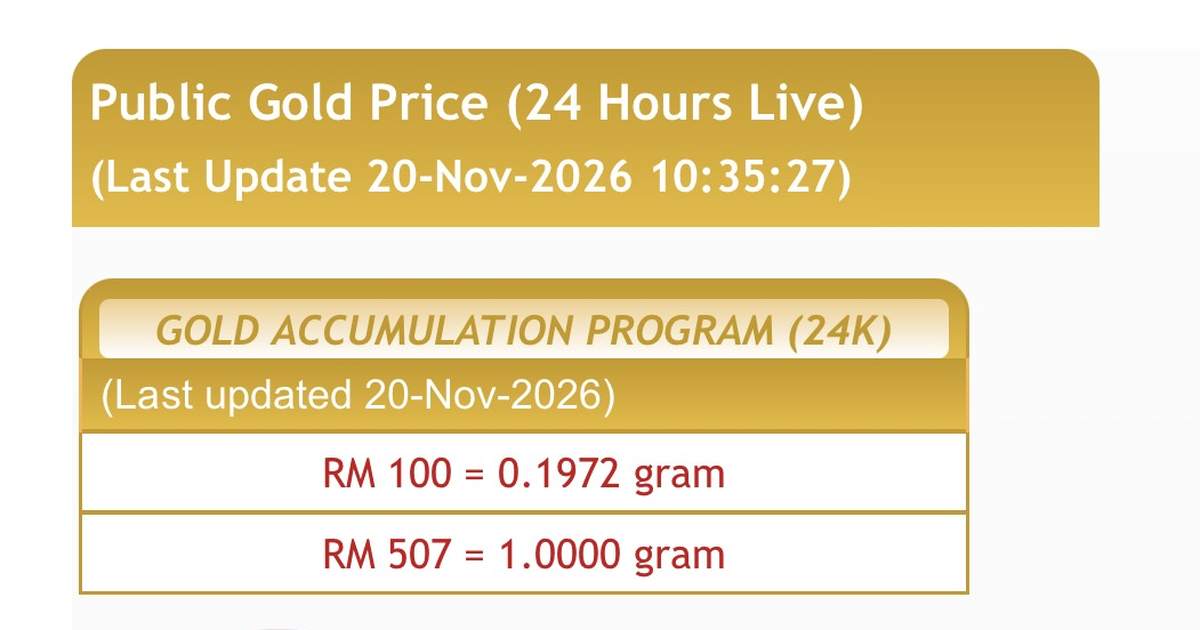 Public Gold Price (24 Hours Live)
(Last Update 20-Nov-2026 10:35:27)
GOLD ACCUMULATION PROGRAM (24K)
(Last updated 20-Nov-2026)
RM 100 = 0.1972 gram
RM 507 = 1.0000 gram